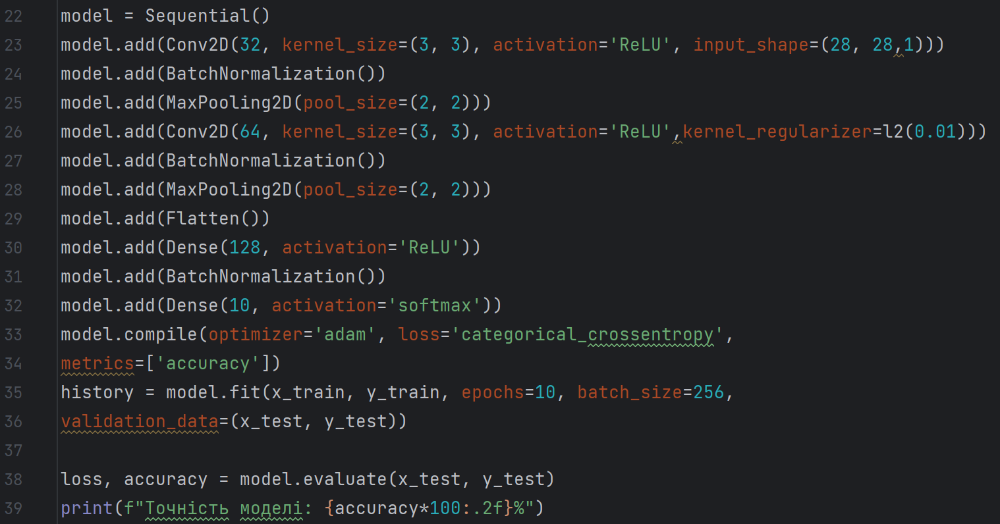 22 model = Sequential()
23 model.add(Conv2D(32, kernel_size=(3, 3), activation='ReLU', input_shape=(28, 28,1)))
24 model.add(BatchNormalization())
25 model.add(MaxPooling2D(pool_size=(2, 2)))
26 model.add(Conv2D(64, kernel_size=(3, 3), activation='ReLU',kernel_regularizer=l2(0.01)))
27 model.add(BatchNormalization())
28 model.add(MaxPooling2D(pool_size=(2, 2)))
29 model.add(Flatten())
30 model.add(Dense(128, activation='ReLU'))
31 model.add(BatchNormalization())
32 model.add(Dense(10, activation='softmax'))
33 model.compile(optimizer='adam', loss='categorical_crossentropy',
34 metrics=['accuracy'])
35 history = model.fit(x_train, y_train, epochs=10, batch_size=256,
36 validation_data=(x_test, y_test))
37
38 loss, accuracy = model.evaluate(x_test, y_test)
39 print(f"Точність моделі: {accuracy*100:.2f}%")